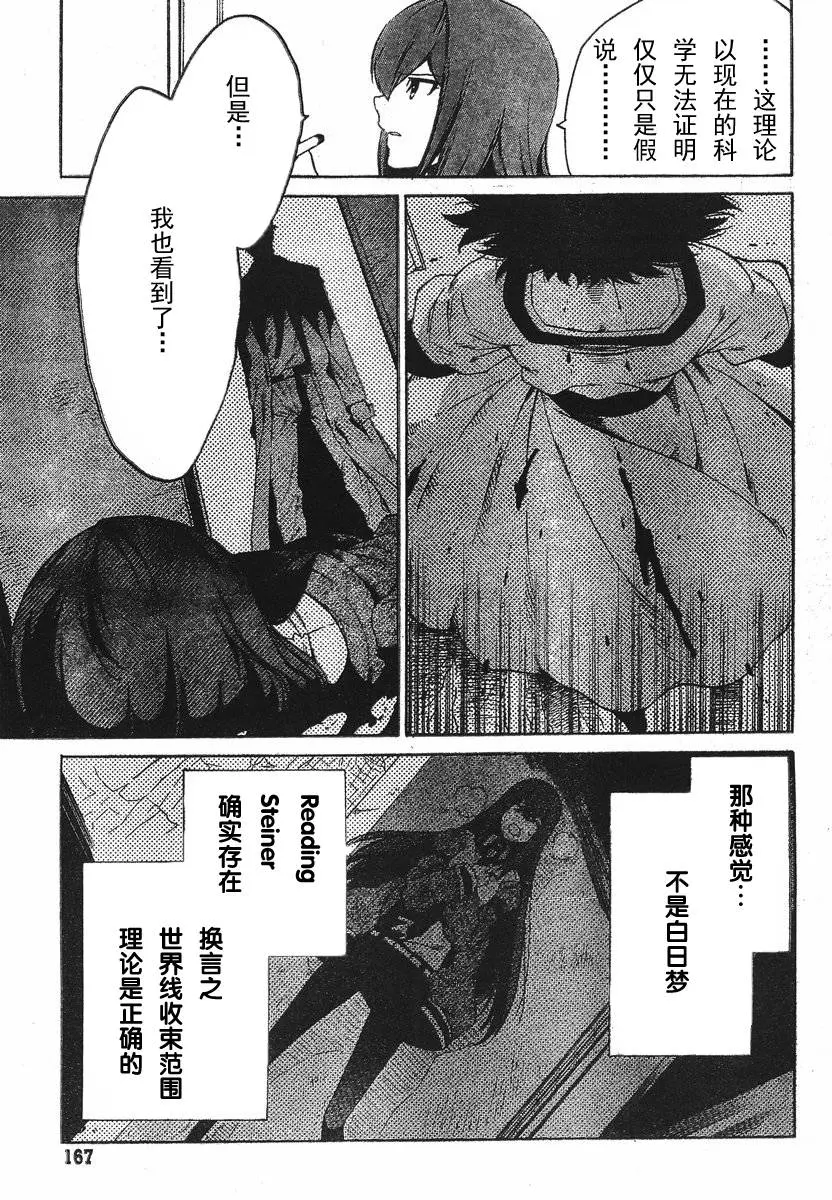 ……这理论
以现在的科
学无法证明
仅仅只是假
说…………
但是…
我也看到了…
那种感觉…
不是白日梦
Reading
Steiner
确实存在
换言之
世界线收束范围
理论是正确的
167